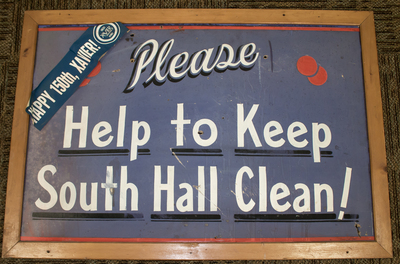 HAPPY 150th, XAVIER!
Please
Help to Keep
South Hall Clean!